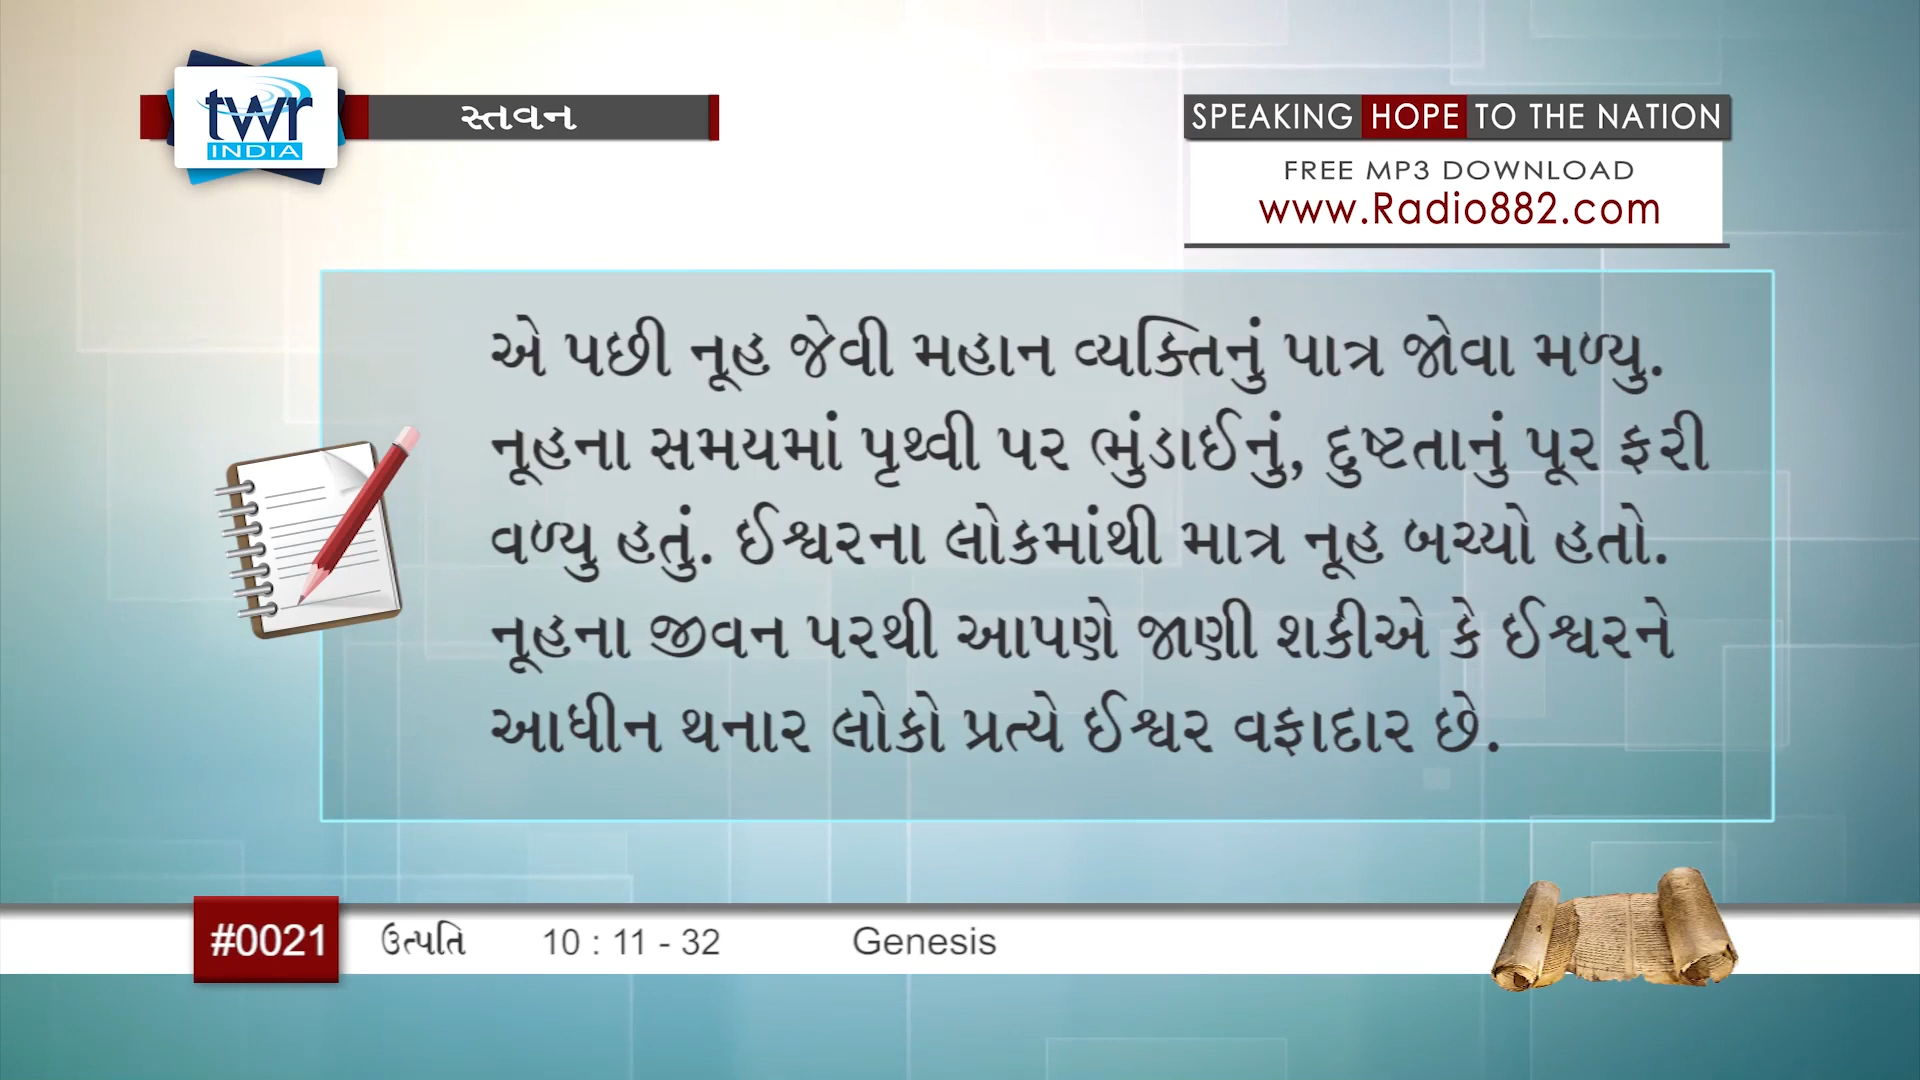 twr
INDIA
સ્તવન
SPEAKING HOPE TO THE NATION
FREE MP3 DOWNLOAD
www.Radio882.com
એ પછી નૂહ જેવી મહાન વ્યક્તિનું પાત્ર જોવા મળ્યુ.
નૂહના સમયમાં પૃથ્વી પર ભુંડાઈનું, દુષ્ટતાનું પૂર ફરી
વળ્યુ હતું. ઈશ્વરના લોકમાંથી માત્ર નૂહ બચ્યો હતો.
નૂહના જીવન પરથી આપણે જાણી શકીએ કે ઈશ્વરને
આધીન થનાર લોકો પ્રત્યે ઈશ્વર વફાદાર છે.
#0021 ઉત્પતિ 10 : 11 - 32 Genesis